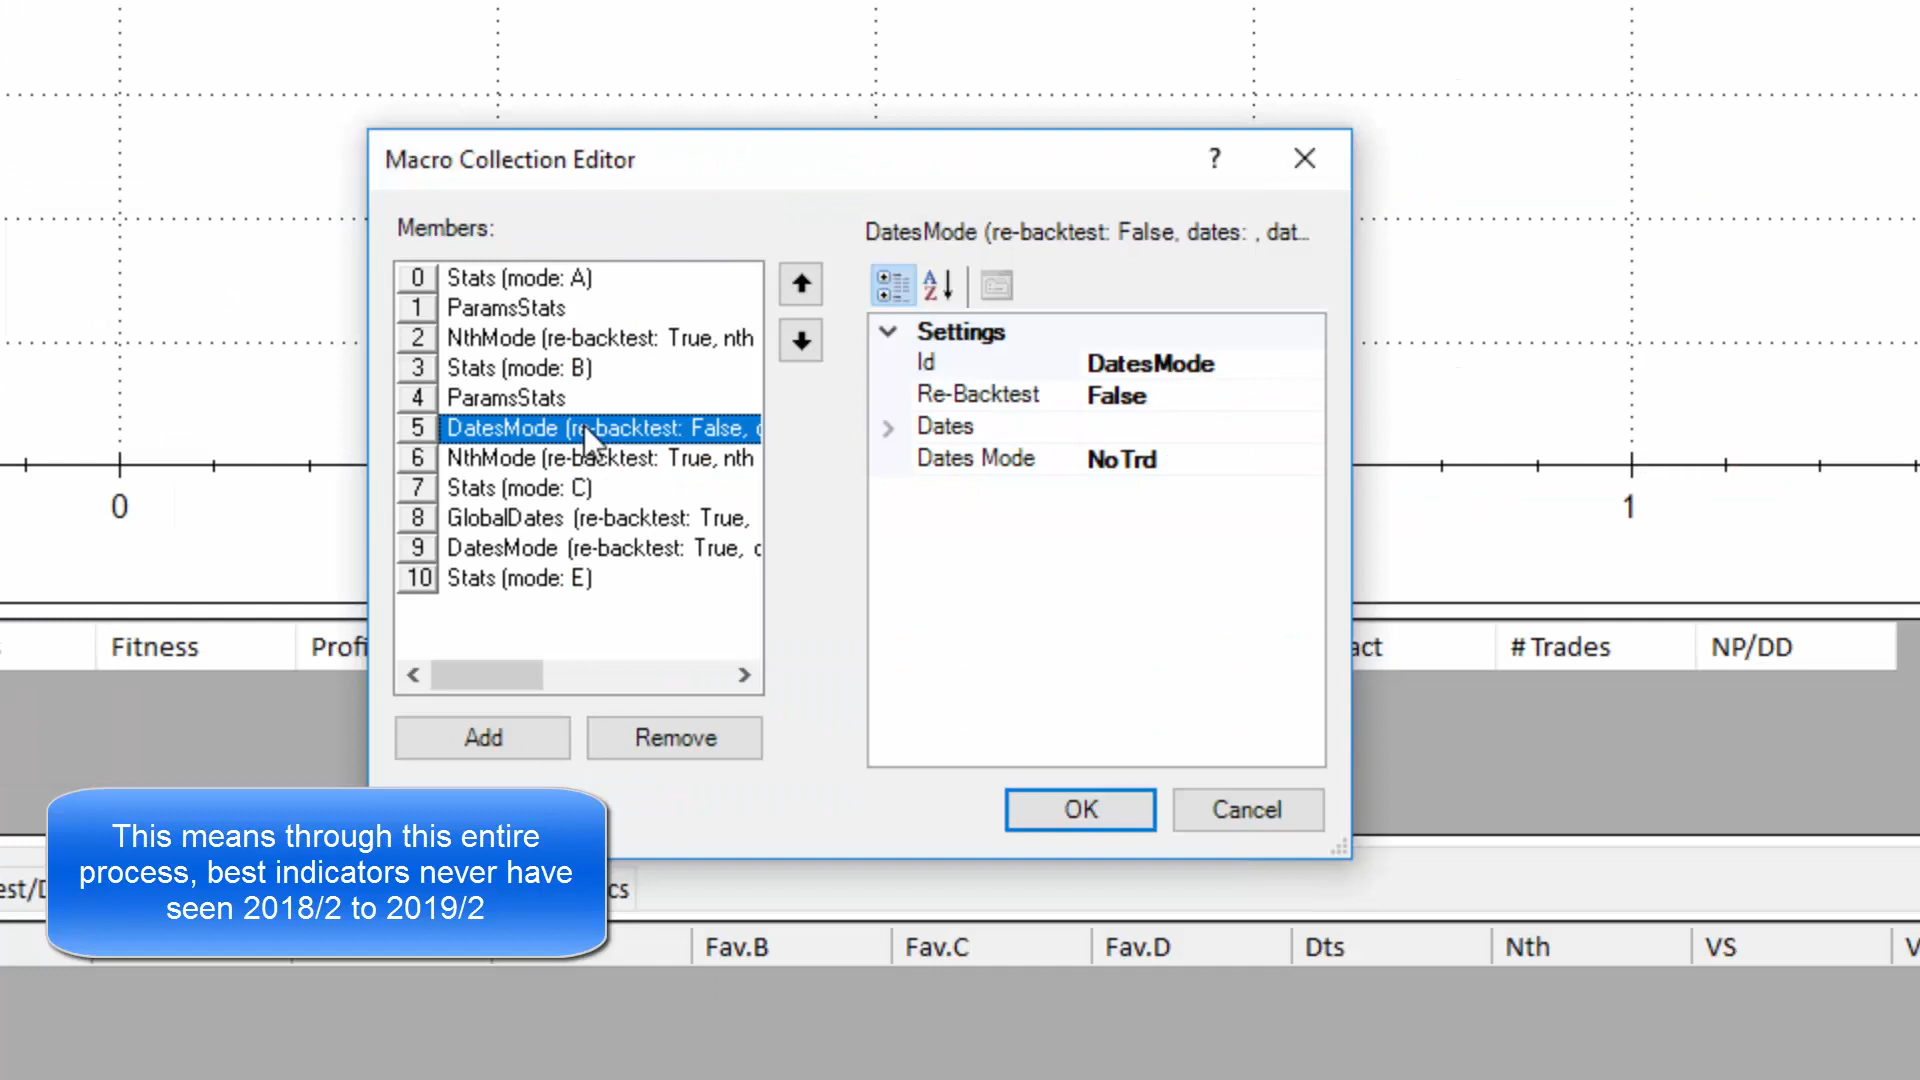 Macro Collection Editor
?
Members:
DatesMode (re-backtest: False, dates: , dat...
0 Stats (mode: A)
1 ParamsStats
2 NthMode (re-backtest: True, nth
3 Stats (mode: B)
4 ParamsStats
5 DatesMode (re-backtest: False,
6 NthMode (re-backtest: True, nth
7 Stats (mode: C)
8 GlobalDates (re-backtest: True,
9 DatesMode (re-backtest: True,
10 Stats (mode: E)
A
Z
Settings
Id DatesMode
Re-Backtest False
Dates
Dates Mode NoTrd
0 1
Fitness Profi act # Trades NP/DD
Add Remove
OK Cancel
This means through this entire
process, best indicators never have
seen 2018/2 to 2019/2
est/D cs
Fav.B Fav.C Fav.D Dts Nth VS V